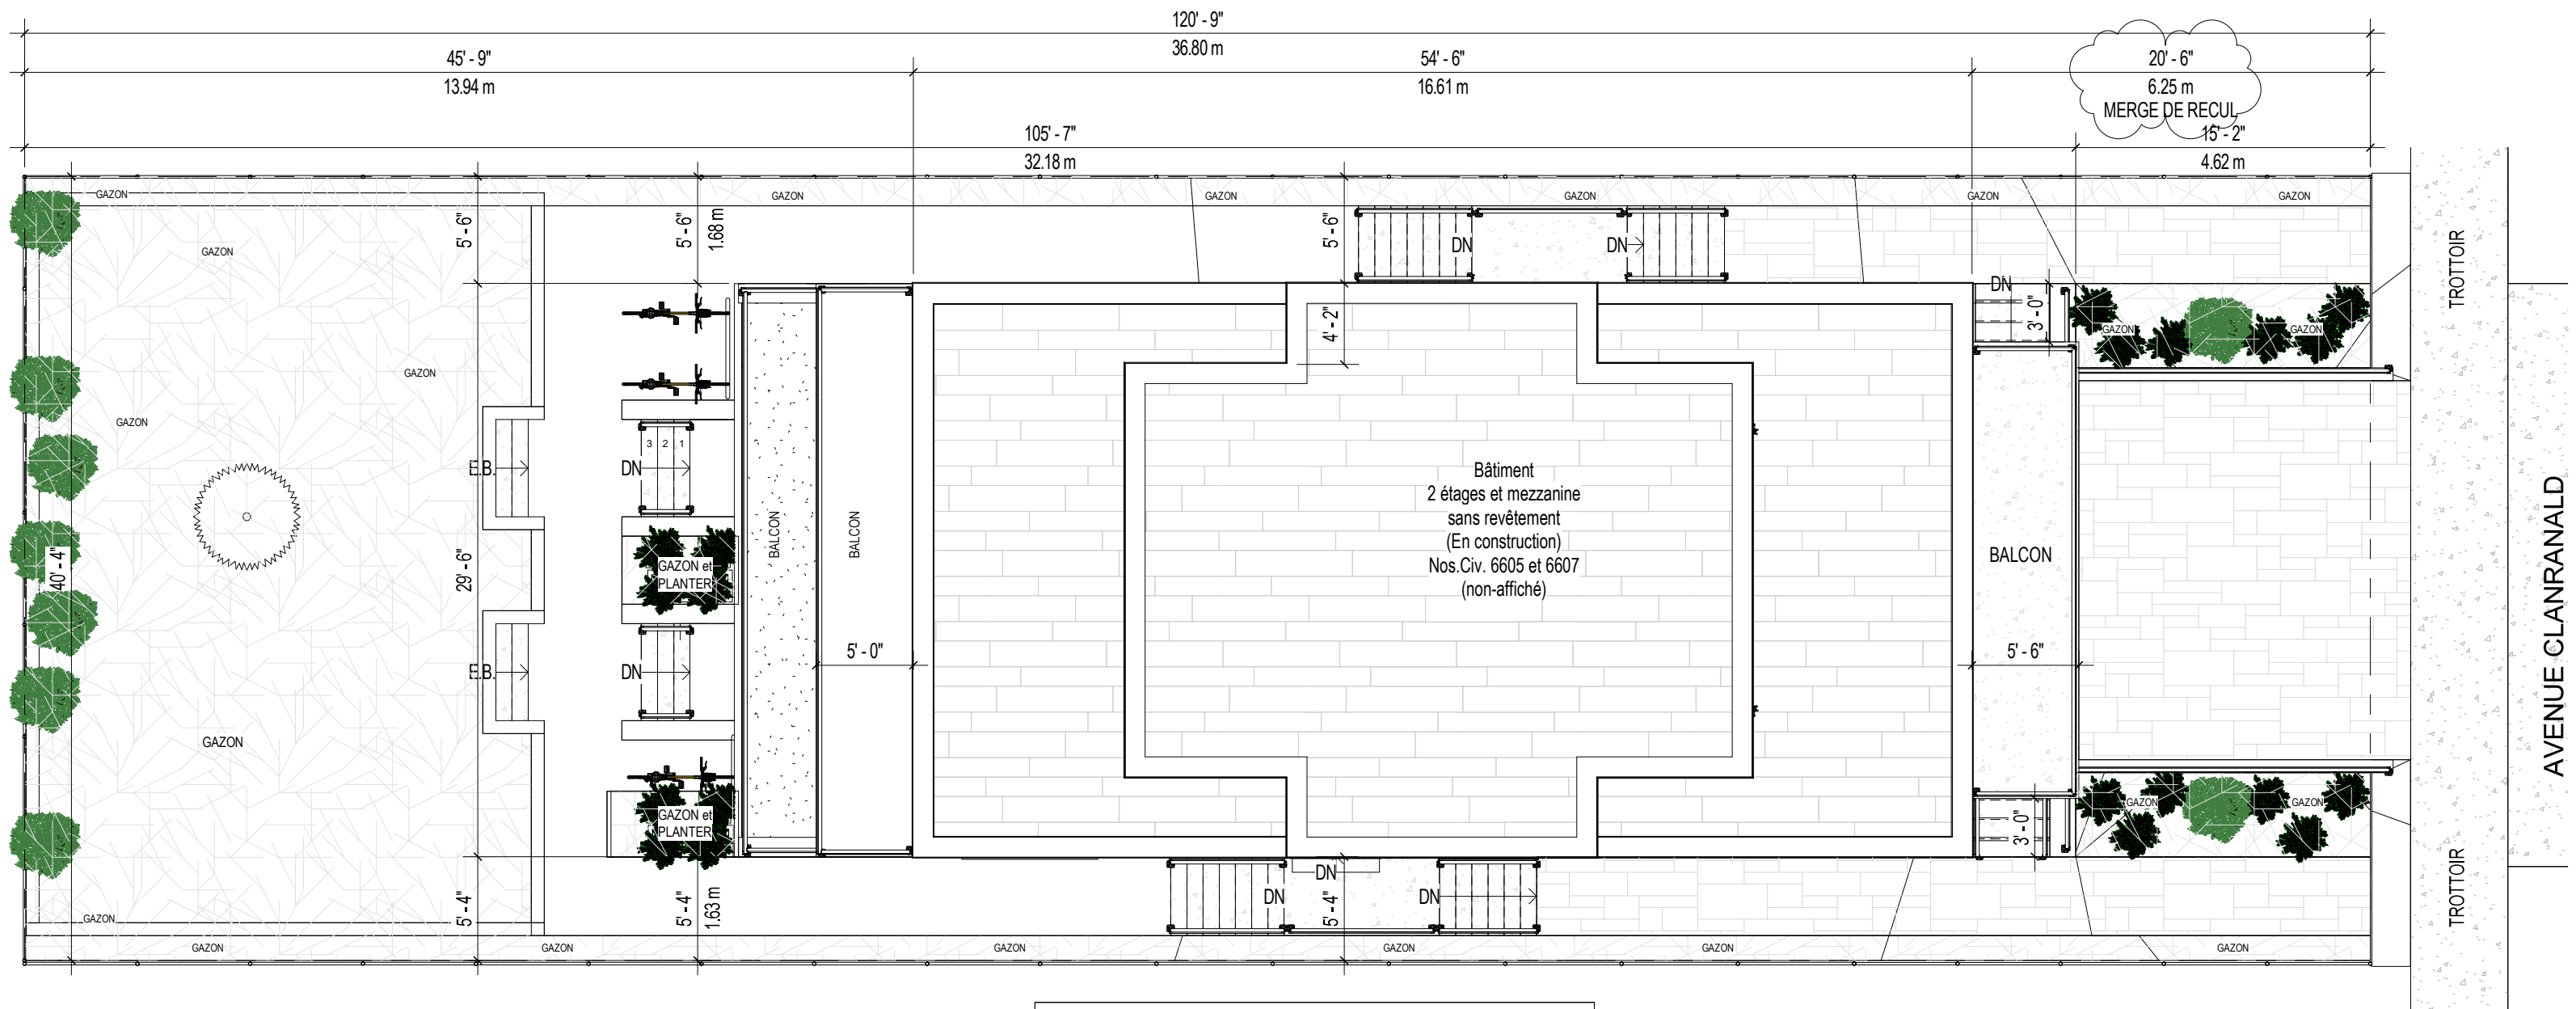 120' - 9"
36.80 m
45' - 9"
13.94 m
54' - 6"
16.61 m
20' - 6"
6.25 m
MERGE DE RECUL
105' - 7"
32.18 m
15' - 2"
4.62 m
GAZON
GAZON
GAZON
GAZON
GAZON
GAZON
5' - 6"
5' - 6"
1.68 m
5' - 6"
DN
DN
TROTTOIR
GAZON
DN
3' - 0"
4' - 2"
GAZON
GAZON
GAZON
GAZON
3 2 1
E.B.
DN
BALCON
BALCON
Bâtiment
2 étages et mezzanine
sans revêtement
(En construction)
Nos.Civ. 6605 et 6607
(non-affiché)
BALCON
AVENUE CLANRANALD
40' - 4"
29' - 6"
GAZON et
PLANTER
5' - 0"
5' - 6"
E.B.
DN
GAZON
GAZON et
PLANTER
3' - 0"
GAZON
GAZON
5' - 4"
5' - 4"
1.63 m
DN
DN
5' - 4"
DN
TROTTOIR
GAZON
GAZON
GAZON
GAZON
GAZON
GAZON
GAZON